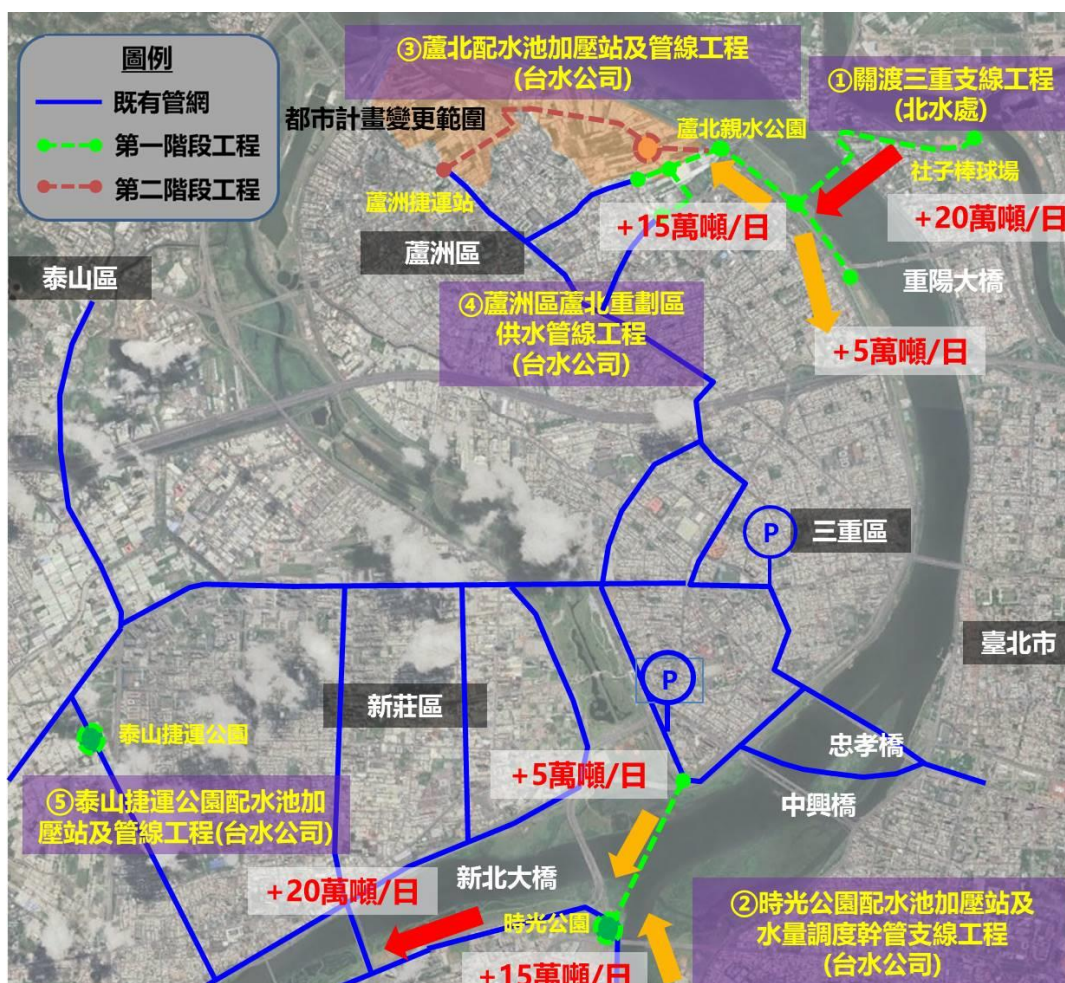 圖例
既有管網
第一階段工程
第二階段工程
③蘆北配水池加壓站及管線工程
(台水公司)
①關渡三重支線工程
(北水處)
都市計畫變更範圍
蘆北親水公園
社子棒球場
蘆洲捷運站
+15萬噸/日
+20萬噸/日
泰山區
蘆洲區
重陽大橋
④蘆洲區蘆北重劃區
供水管線工程
(台水公司)
+5萬噸/日
P
三重區
臺北市
P
新莊區
泰山捷運公園
忠孝橋
+5萬噸/日
中興橋
⑤泰山捷運公園配水池加
壓站及管線工程(台水公司)
新北大橋
+20萬噸/日
時光公園
②時光公園配水池加壓站及
水量調度幹管支線工程
(台水公司)
+15萬噸/日